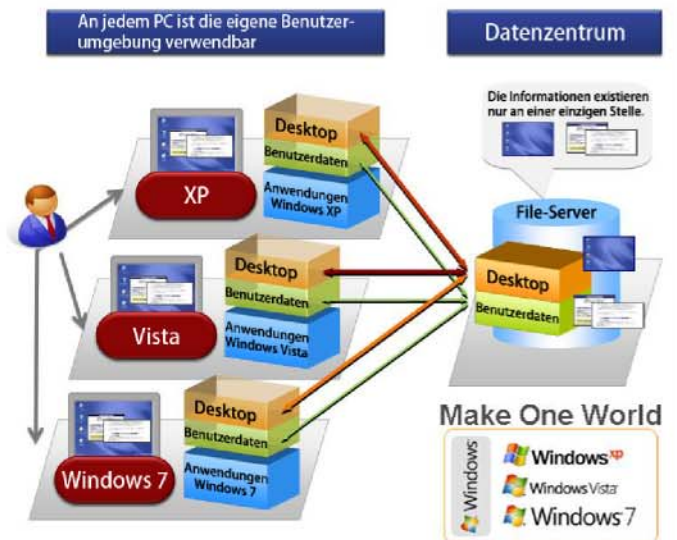 An jedem PC ist die eigene Benutzer-
umgebung verwendbar
Datenzentrum
Die Informationen existieren
nur an einer einzigen Stelle.
XP
Desktop
Benutzerdaten
Anwendungen
Windows XP
File-Server
Desktop
Benutzerdaten
Vista
Desktop
Benutzerdaten
Anwendungen
Windows Vista
Windows 7
Desktop
Benutzerdaten
Anwendungen
Windows 7
Make One World
Windows
Windows xp
Windows Vista
Windows 7